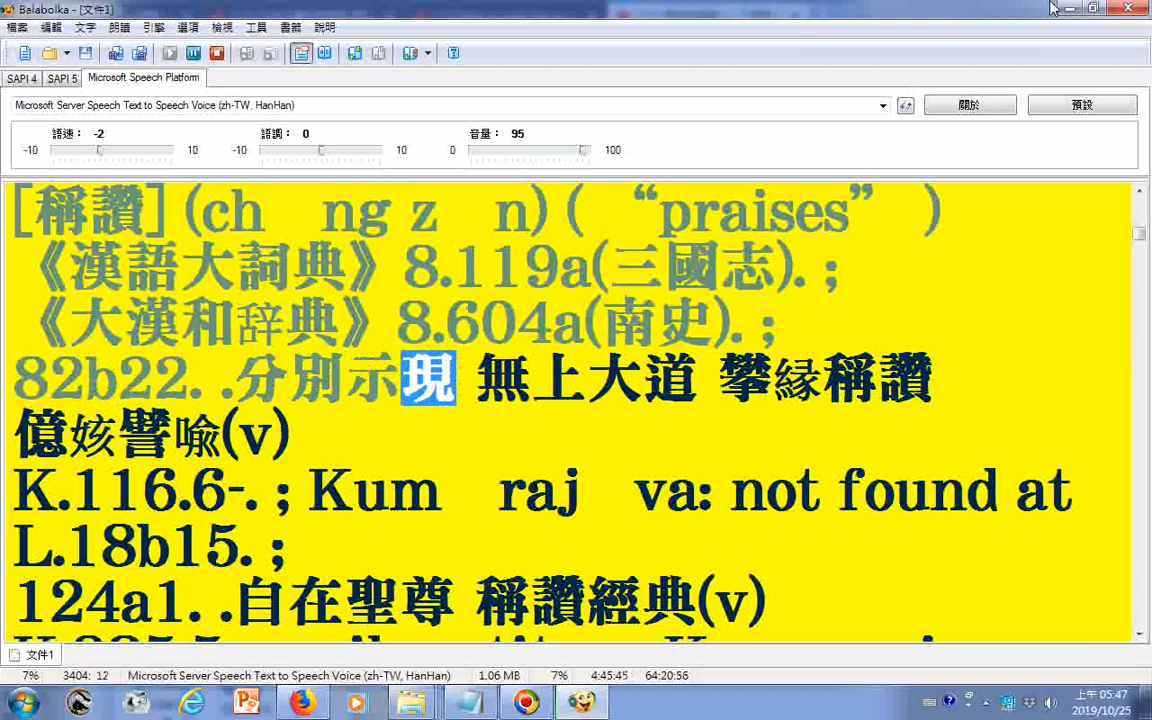 Balabolka - [文件1]
檔案 編輯 文字 朗讀 引擎 選項 檢視 工具 書籤 說明
SAPI 4 SAPI 5 Microsoft Speech Platform
Microsoft Server Speech Text to Speech Voice (zh-TW, HanHan) 關於 預設
語速： -2 語調： 0 音量： 95
-10 10 -10 10 0 100
[稱讚] (ch ng z n) ( “praises” )
《漢語大詞典》 8.119a(三國志). ;
《大漢和辞典》 8.604a(南史). ;
82b22. .分別示現 無上大道 攀縁稱讚
億姟譬喩(v)
K.116.6-. ; Kum raj va: not found at
L.18b15. ;
124a1. .自在聖尊 稱讚經典(v)
文件1
7% 3404: 12 Microsoft Server Speech Text to Speech Voice (zh-TW, HanHan) 1.06 MB 7% 4:45:45 64:20:56
上午 05:47
2019/10/25